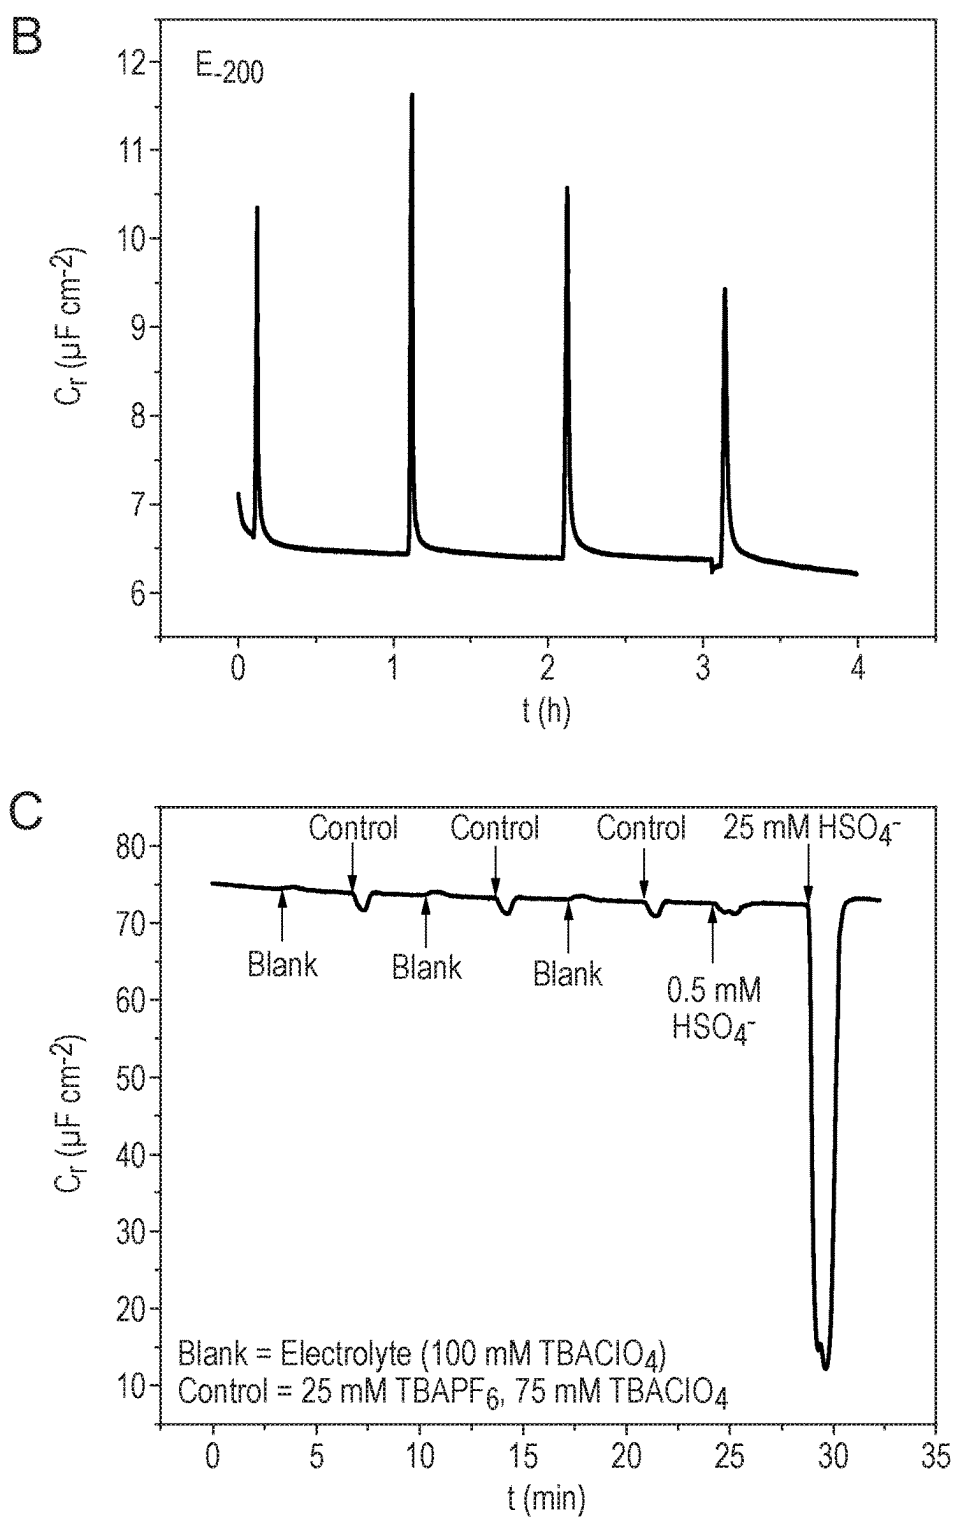 B
E-200
12
11
10
9
8
7
6
Cr (µF cm-2)
0 1 2 3 4
t (h)
C
Control Control Control 25 mM HSO4-
80
70
60
50
40
30
20
10
Cr (µF cm-2)
Blank Blank Blank 0.5 mM
HSO4-
Blank = Electrolyte (100 mM TBAClO4)
Control = 25 mM TBAPF6, 75 mM TBAClO4
0 5 10 15 20 25 30 35
t (min)